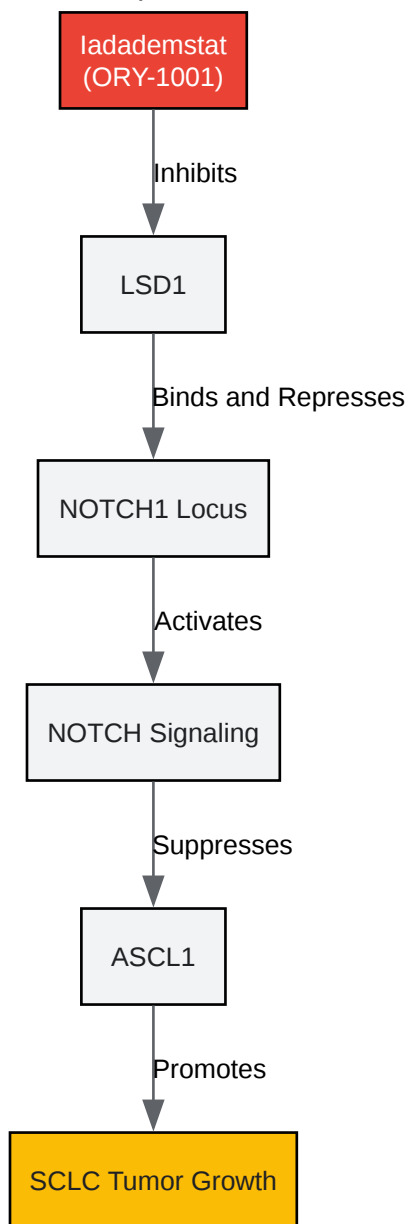 Iadademstat
(ORY-1001)
Inhibits
LSD1
Binds and Represses
NOTCH1 Locus
Activates
NOTCH Signaling
Suppresses
ASCL1
Promotes
SCLC Tumor Growth